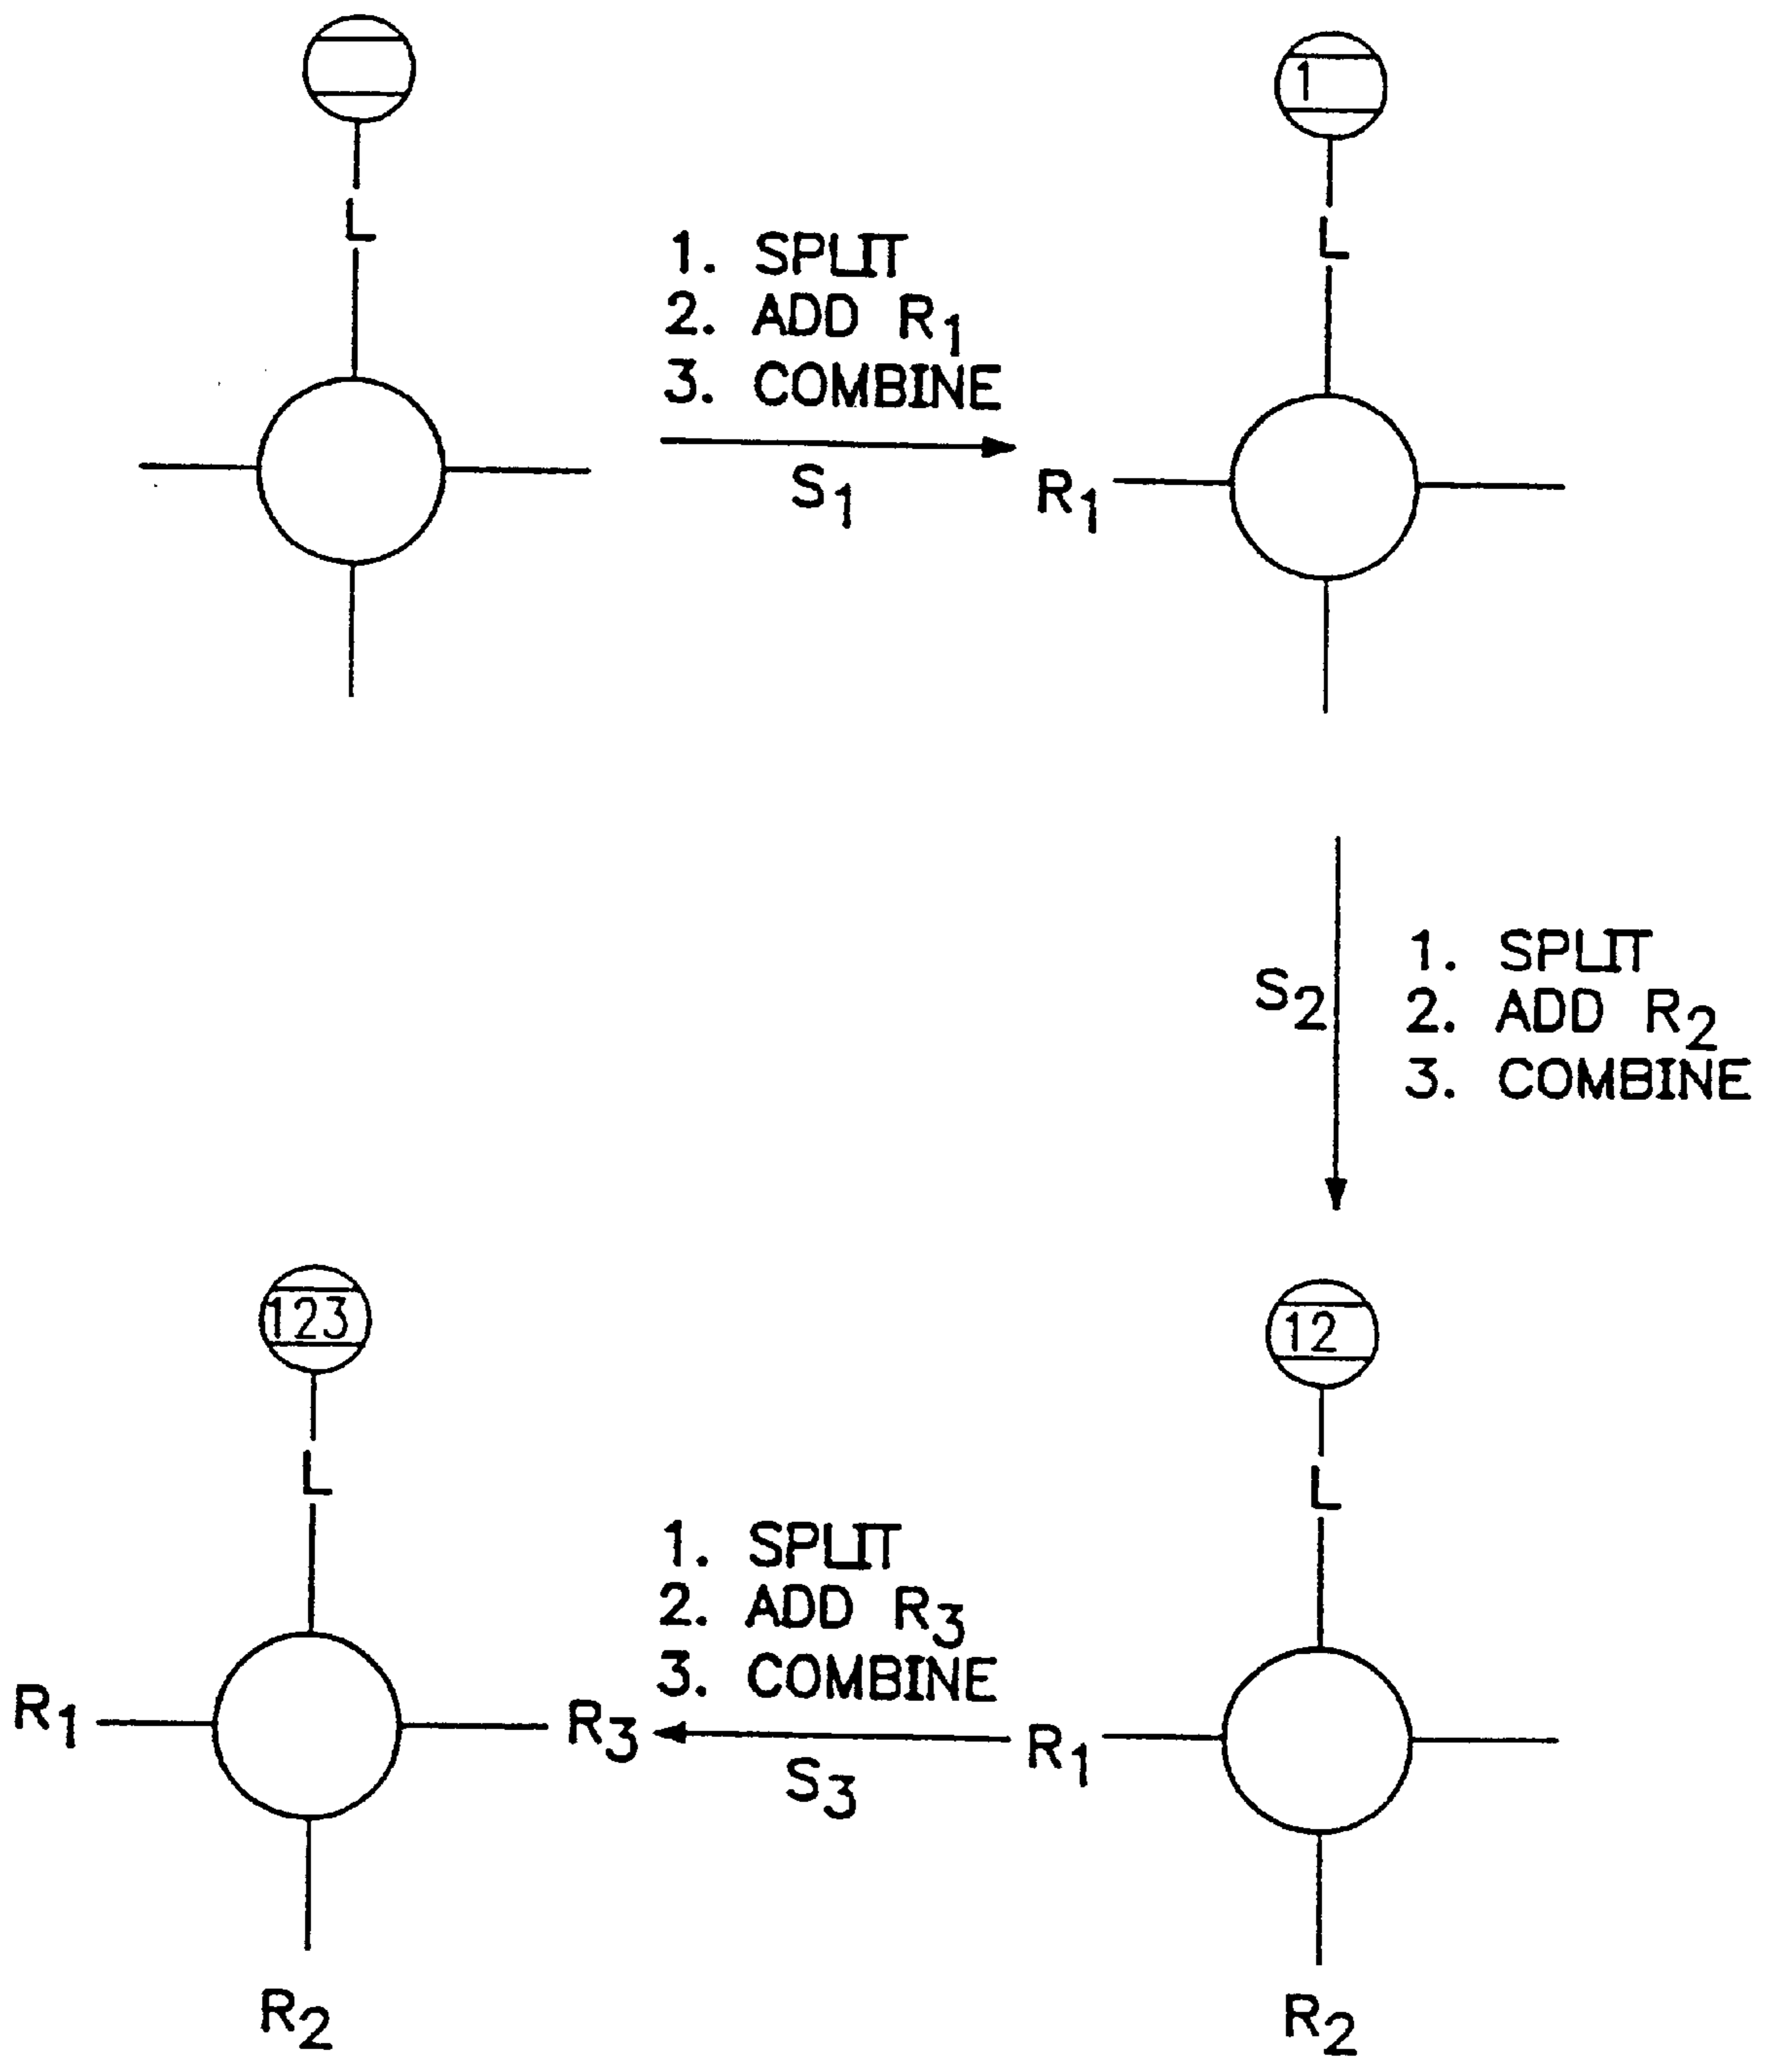 1
L
L
1. SPLIT
2. ADD R1
3. COMBINE
S1
R1
S2
1. SPLIT
2. ADD R2
3. COMBINE
123
12
L
L
1. SPLIT
2. ADD R3
3. COMBINE
R1
R3
R1
S3
R2
R2